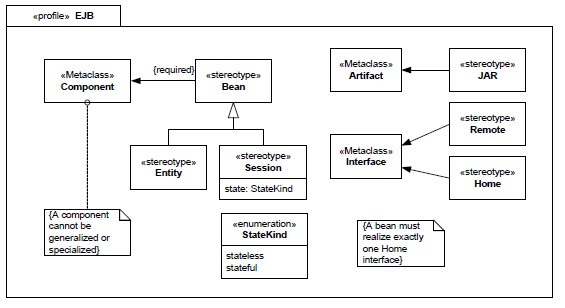 «profile» EJB
«Metaclass»
Component
{required}
«stereotype»
Bean
«Metaclass»
Artifact
«stereotype»
JAR
«stereotype»
Remote
«Metaclass»
Interface
«stereotype»
Home
«stereotype»
Entity
«stereotype»
Session
state: StateKind
{A component
cannot be
generalized or
specialized}
«enumeration»
StateKind
stateless
stateful
{A bean must
realize exactly
one Home
interface}